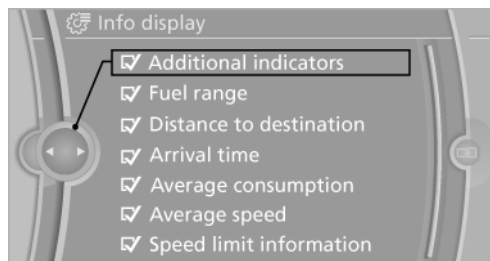 Info display
Additional indicators
Fuel range
Distance to destination
Arrival time
Average consumption
Average speed
Speed limit information